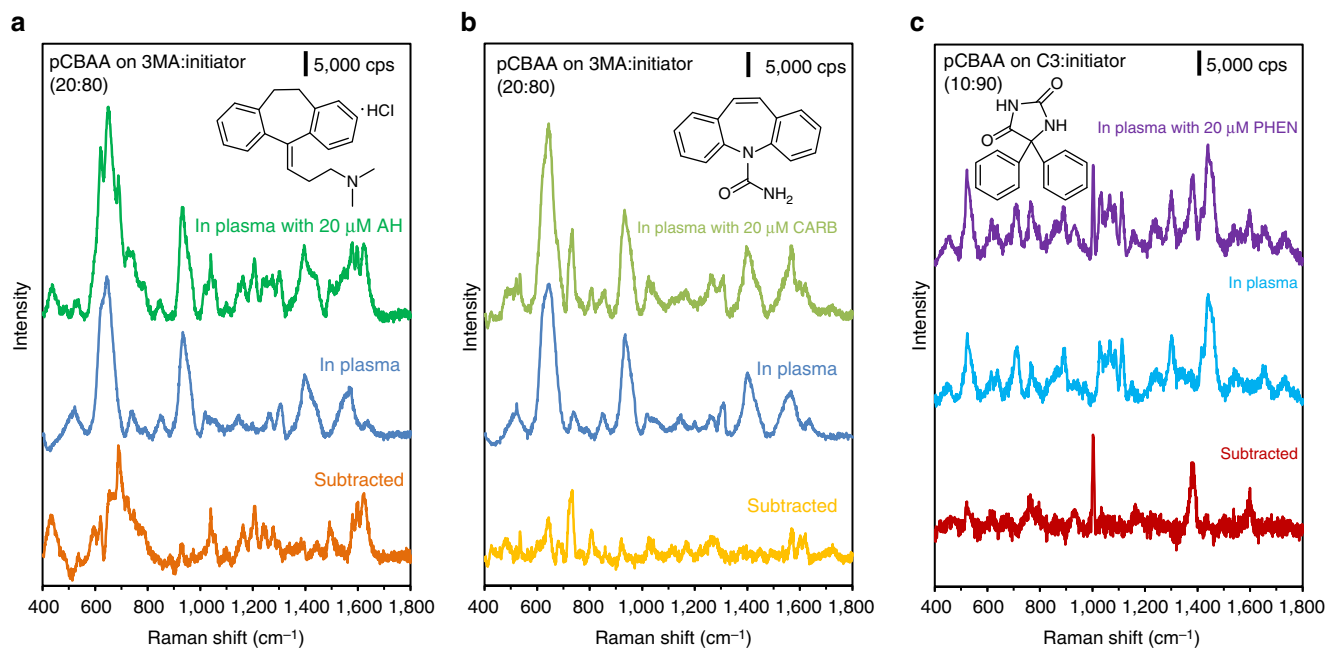 a
pCBAA on 3MA:initiator
(20:80)
5,000 cps
·HCl
N
In plasma with 20 μM AH
In plasma
Subtracted
Intensity
400 600 800 1,000 1,200 1,400 1,600 1,800
Raman shift (cm⁻¹)
b
pCBAA on 3MA:initiator
(20:80)
5,000 cps
N
O
NH₂
In plasma with 20 μM CARB
In plasma
Subtracted
Intensity
400 600 800 1,000 1,200 1,400 1,600 1,800
Raman shift (cm⁻¹)
c
pCBAA on C3:initiator
(10:90)
5,000 cps
O
HN
NH
O
In plasma with 20 μM PHEN
In plasma
Subtracted
Intensity
400 600 800 1,000 1,200 1,400 1,600 1,800
Raman shift (cm⁻¹)